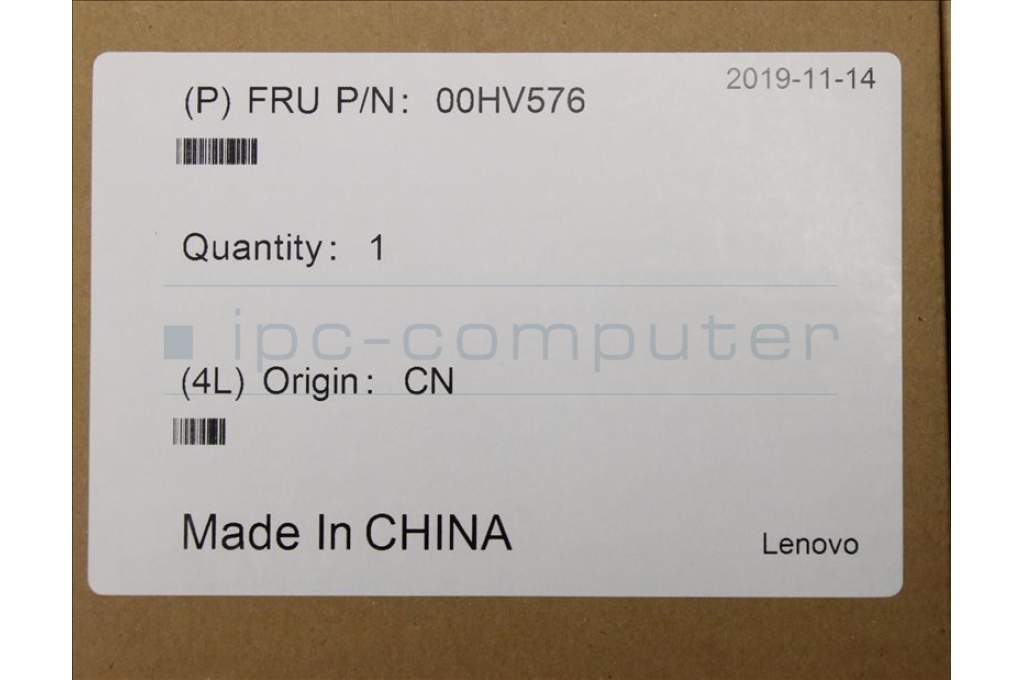 2019-11-14
(P) FRU P/N: 00HV576
Quantity: 1
ipc-computer
(4L) Origin: CN
Made In CHINA
Lenovo